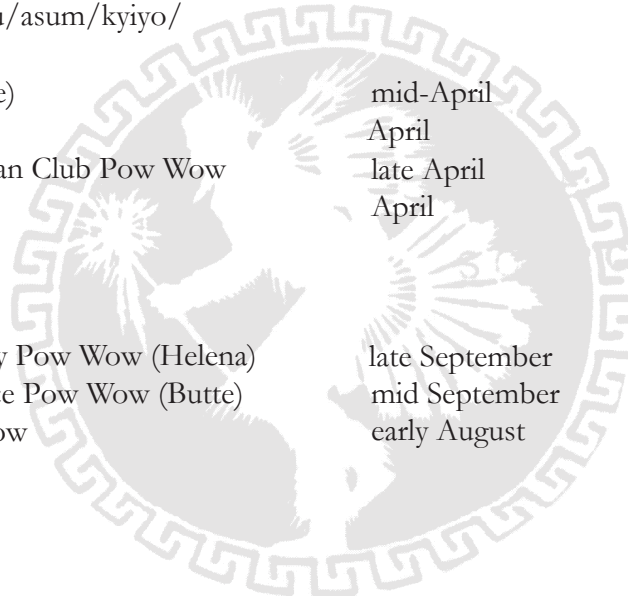 u/asum/kyiyo/
e) mid-April
April
an Club Pow Wow late April
April
y Pow Wow (Helena) late September
ce Pow Wow (Butte) mid September
ow early August